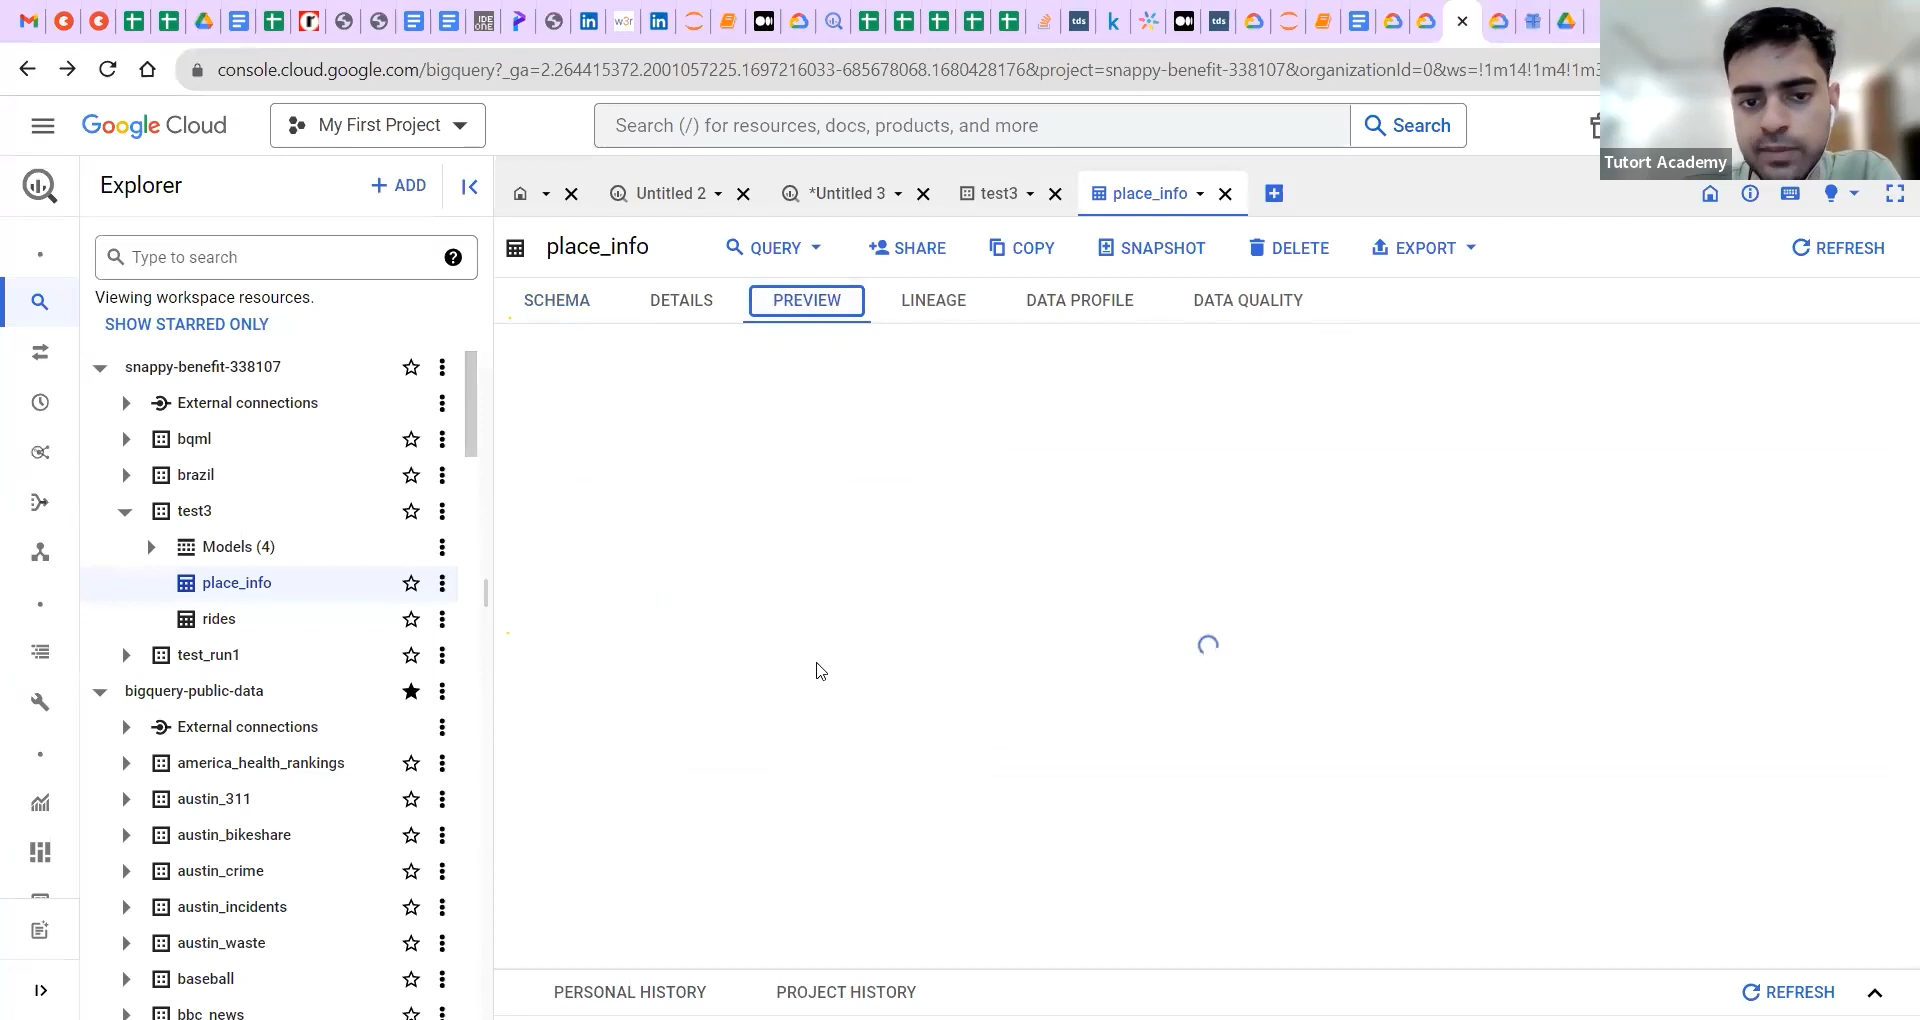 IDE
ONE
w3r
tds
k
tds
console.cloud.google.com/bigquery?_ga=2.264415372.2001057225.1697216033-685678068.1680428176&project=snappy-benefit-338107&organizationId=0&ws=!1m14!1m4!1m3
Google Cloud
My First Project
Search (/) for resources, docs, products, and more
Search
Tutort Academy
Explorer
+ ADD
Untitled 2
*Untitled 3
test3
place_info
place_info
QUERY
SHARE
COPY
SNAPSHOT
DELETE
EXPORT
REFRESH
Type to search
SCHEMA
DETAILS
PREVIEW
LINEAGE
DATA PROFILE
DATA QUALITY
Viewing workspace resources.
SHOW STARRED ONLY
snappy-benefit-338107
External connections
bqml
brazil
test3
Models (4)
place_info
rides
test_run1
bigquery-public-data
External connections
america_health_rankings
austin_311
austin_bikeshare
austin_crime
austin_incidents
austin_waste
baseball
bbc_news
PERSONAL HISTORY
PROJECT HISTORY
REFRESH